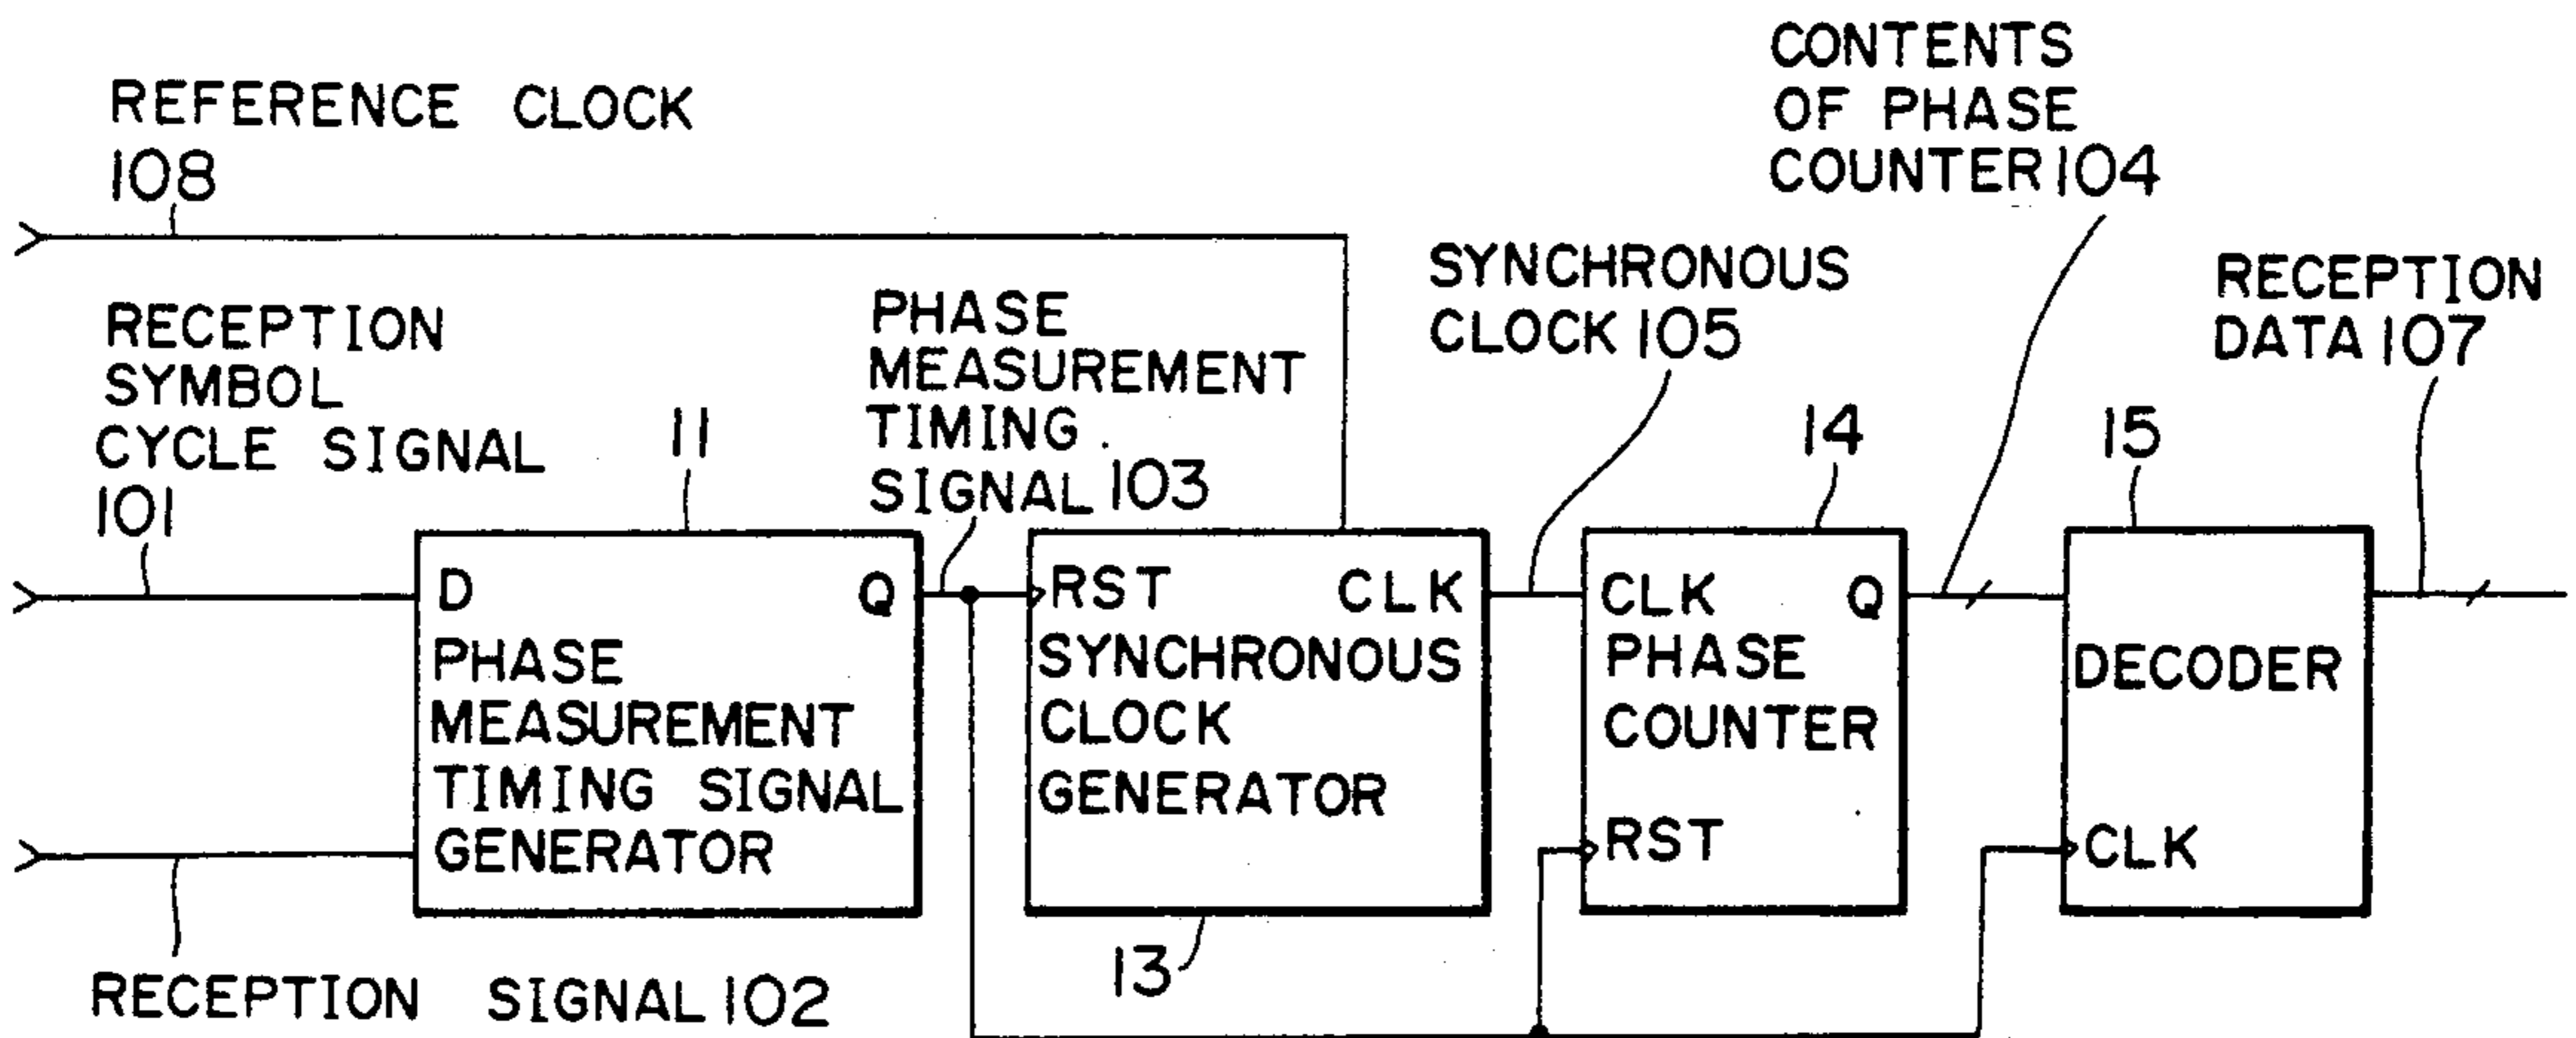 CONTENTS
OF PHASE
COUNTER 104
REFERENCE CLOCK
108
SYNCHRONOUS
CLOCK 105
RECEPTION
DATA 107
RECEPTION
SYMBOL
CYCLE SIGNAL
101
PHASE
MEASUREMENT
TIMING
SIGNAL 103
11
14
15
D
Q
PHASE
MEASUREMENT
TIMING SIGNAL
GENERATOR
RST
CLK
SYNCHRONOUS
CLOCK
GENERATOR
CLK
Q
PHASE
COUNTER
RST
DECODER
CLK
13
RECEPTION SIGNAL 102